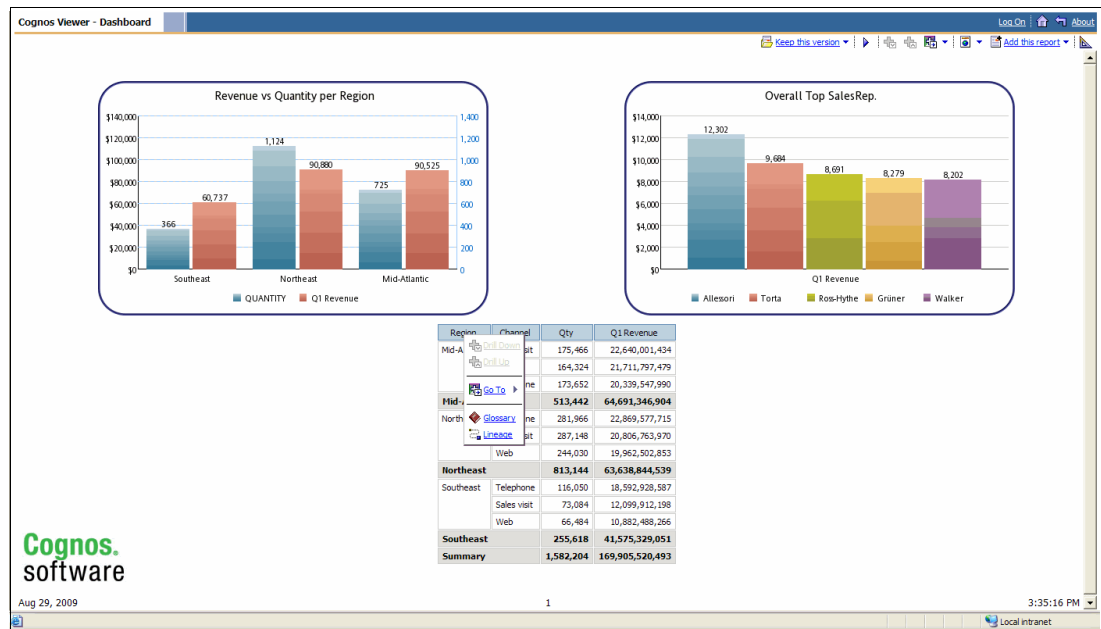 Cognos Viewer - Dashboard
Log On About
Keep this version Add this report
Revenue vs Quantity per Region
$140,000
$120,000
$100,000
$80,000
$60,000
$40,000
$20,000
$0
1,400
1,200
1,000
800
600
400
200
0
366
60,737
1,124
90,880
725
90,525
Southeast Northeast Mid-Atlantic
QUANTITY Q1 Revenue
Overall Top SalesRep.
$14,000
$12,000
$10,000
$8,000
$6,000
$4,000
$2,000
$0
12,302
9,684
8,691
8,279
8,202
Q1 Revenue
Allessori Torta Ros-Hythe Grüner Walker
Region Channel Qty Q1 Revenue
Mid-A sit 175,466 22,640,001,434
164,324 21,711,797,479
ne 173,652 20,339,547,990
Mid- 513,442 64,691,346,904
North ne 281,966 22,869,577,715
sit 287,148 20,806,763,970
Web 244,030 19,962,502,853
Northeast 813,144 63,638,844,539
Southeast Telephone 116,050 18,592,928,587
Sales visit 73,084 12,099,912,198
Web 66,484 10,882,488,266
Southeast 255,618 41,575,329,051
Summary 1,582,204 169,905,520,493
Drill Down
Drill Up
Go To
Glossary
Lineage
Cognos.
software
Aug 29, 2009 1 3:35:16 PM
Local intranet